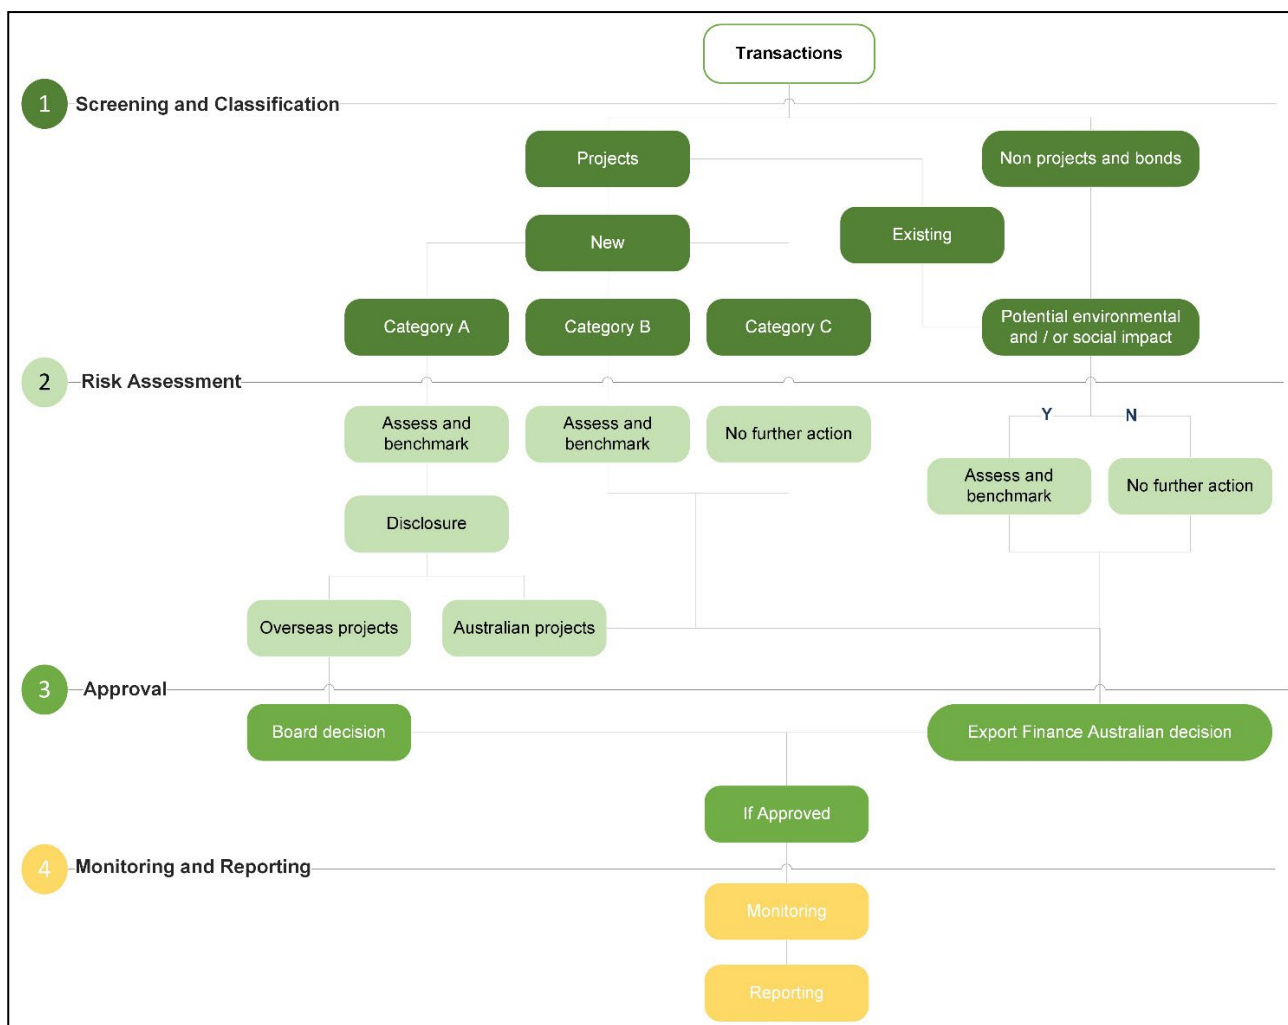 Transactions
1
Screening and Classification
Projects
Non projects and bonds
New
Existing
Category A
Category B
Category C
Potential environmental
and / or social impact
2
Risk Assessment
Y
N
Assess and
benchmark
Assess and
benchmark
No further action
Assess and
benchmark
No further action
Disclosure
Overseas projects
Australian projects
3
Approval
Board decision
Export Finance Australian decision
If Approved
4
Monitoring and Reporting
Monitoring
Reporting